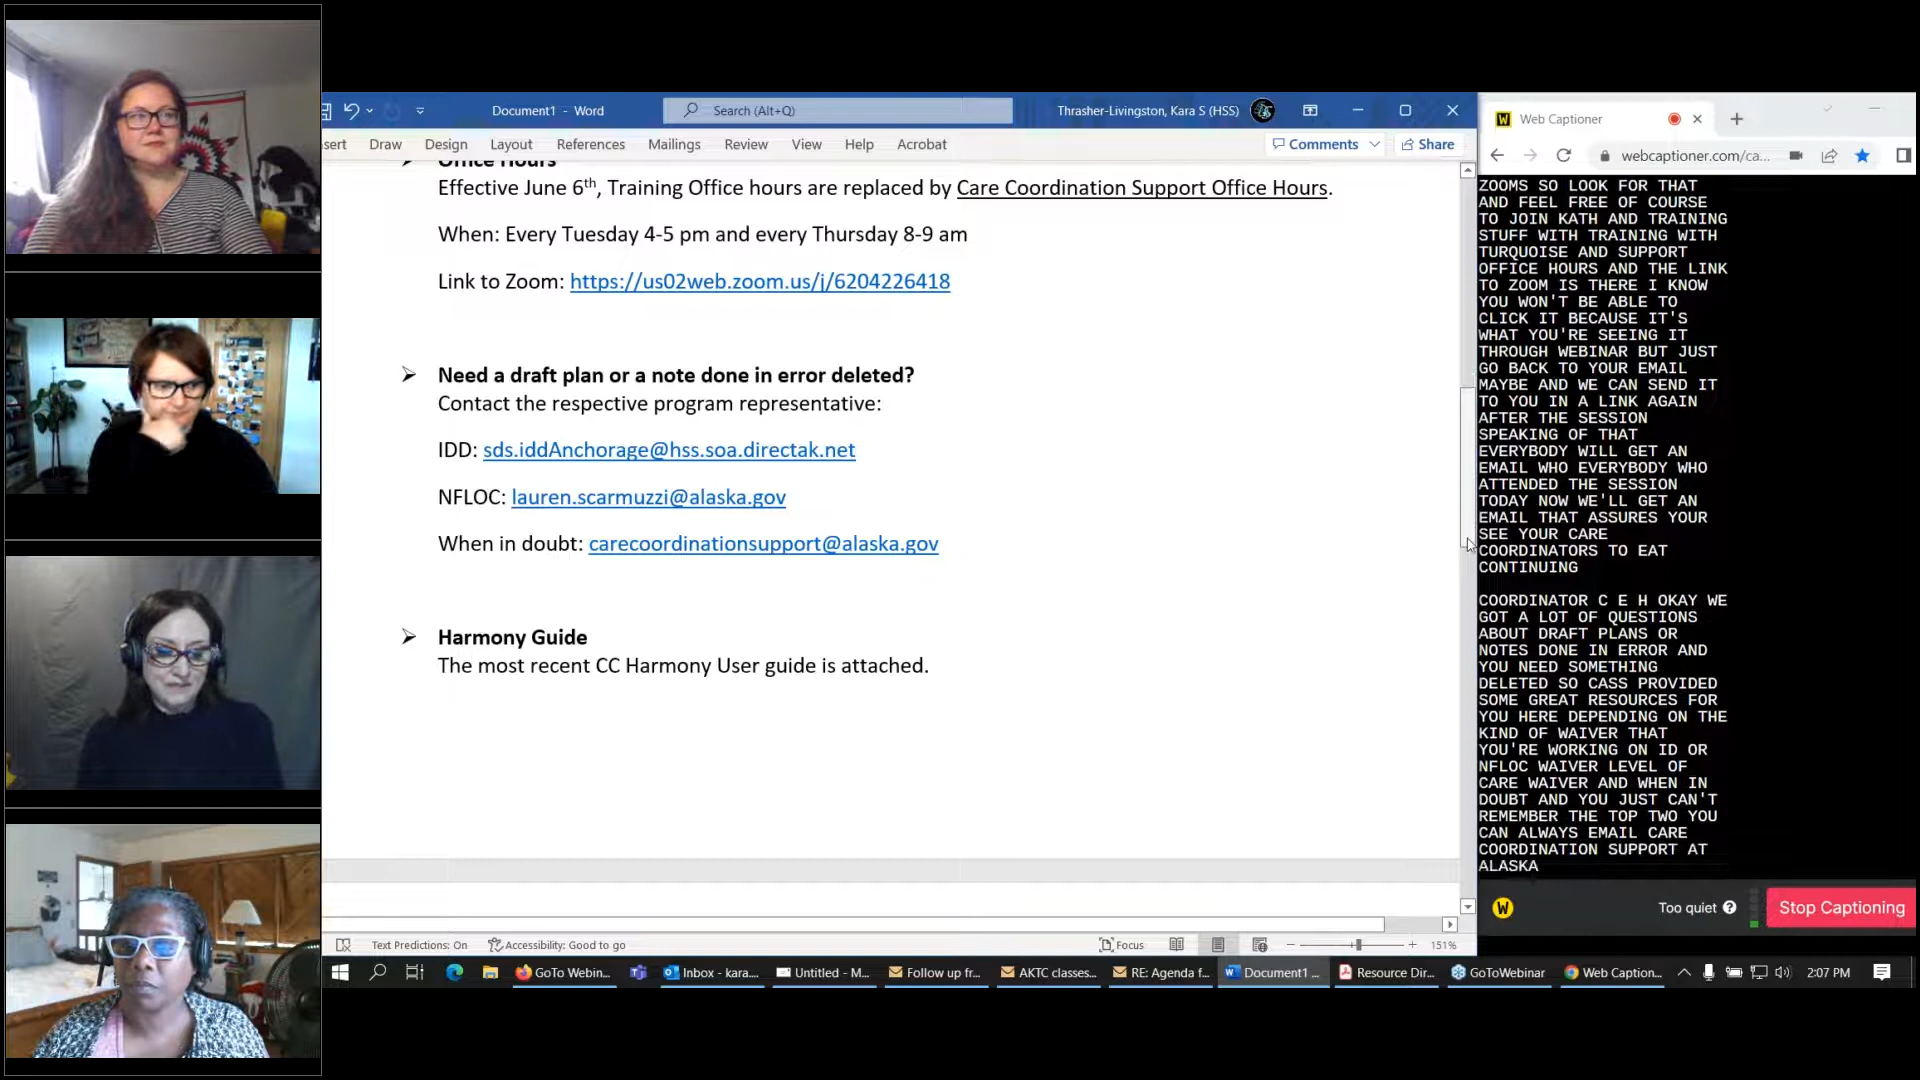 Document1 - Word
Search (Alt+Q)
Thrasher-Livingston, Kara S (HSS)
sert Draw Design Layout References Mailings Review View Help Acrobat
Comments
Share
Office Hours
Effective June 6th, Training Office hours are replaced by Care Coordination Support Office Hours.
When: Every Tuesday 4-5 pm and every Thursday 8-9 am
Link to Zoom: https://us02web.zoom.us/j/6204226418
Need a draft plan or a note done in error deleted?
Contact the respective program representative:
IDD: sds.iddAnchorage@hss.soa.directak.net
NFLOC: lauren.scarmuzzi@alaska.gov
When in doubt: carecoordinationsupport@alaska.gov
Harmony Guide
The most recent CC Harmony User guide is attached.
Text Predictions: On
Accessibility: Good to go
Focus
151%
W Web Captioner
webcaptioner.com/ca...
ZOOMS SO LOOK FOR THAT
AND FEEL FREE OF COURSE
TO JOIN KATH AND TRAINING
STUFF WITH TRAINING WITH
TURQUOISE AND SUPPORT
OFFICE HOURS AND THE LINK
TO ZOOM IS THERE I KNOW
YOU WON'T BE ABLE TO
CLICK IT BECAUSE IT'S
WHAT YOU'RE SEEING IT
THROUGH WEBINAR BUT JUST
GO BACK TO YOUR EMAIL
MAYBE AND WE CAN SEND IT
TO YOU IN A LINK AGAIN
AFTER THE SESSION
SPEAKING OF THAT
EVERYBODY WILL GET AN
EMAIL WHO EVERYBODY WHO
ATTENDED THE SESSION
TODAY NOW WE'LL GET AN
EMAIL THAT ASSURES YOUR
SEE YOUR CARE
COORDINATORS TO EAT
CONTINUING
COORDINATOR C E H OKAY WE
GOT A LOT OF QUESTIONS
ABOUT DRAFT PLANS OR
NOTES DONE IN ERROR AND
YOU NEED SOMETHING
DELETED SO CASS PROVIDED
SOME GREAT RESOURCES FOR
YOU HERE DEPENDING ON THE
KIND OF WAIVER THAT
YOU'RE WORKING ON ID OR
NFLOC WAIVER LEVEL OF
CARE WAIVER AND WHEN IN
DOUBT AND YOU JUST CAN'T
REMEMBER THE TOP TWO YOU
CAN ALWAYS EMAIL CARE
COORDINATION SUPPORT AT
ALASKA
W
Too quiet
Stop Captioning
GoTo Webin... Inbox - kara.... Untitled - M... Follow up fr... AKTC classes... RE: Agenda f... Document1 ... Resource Dir... GoToWebinar Web Caption... 2:07 PM